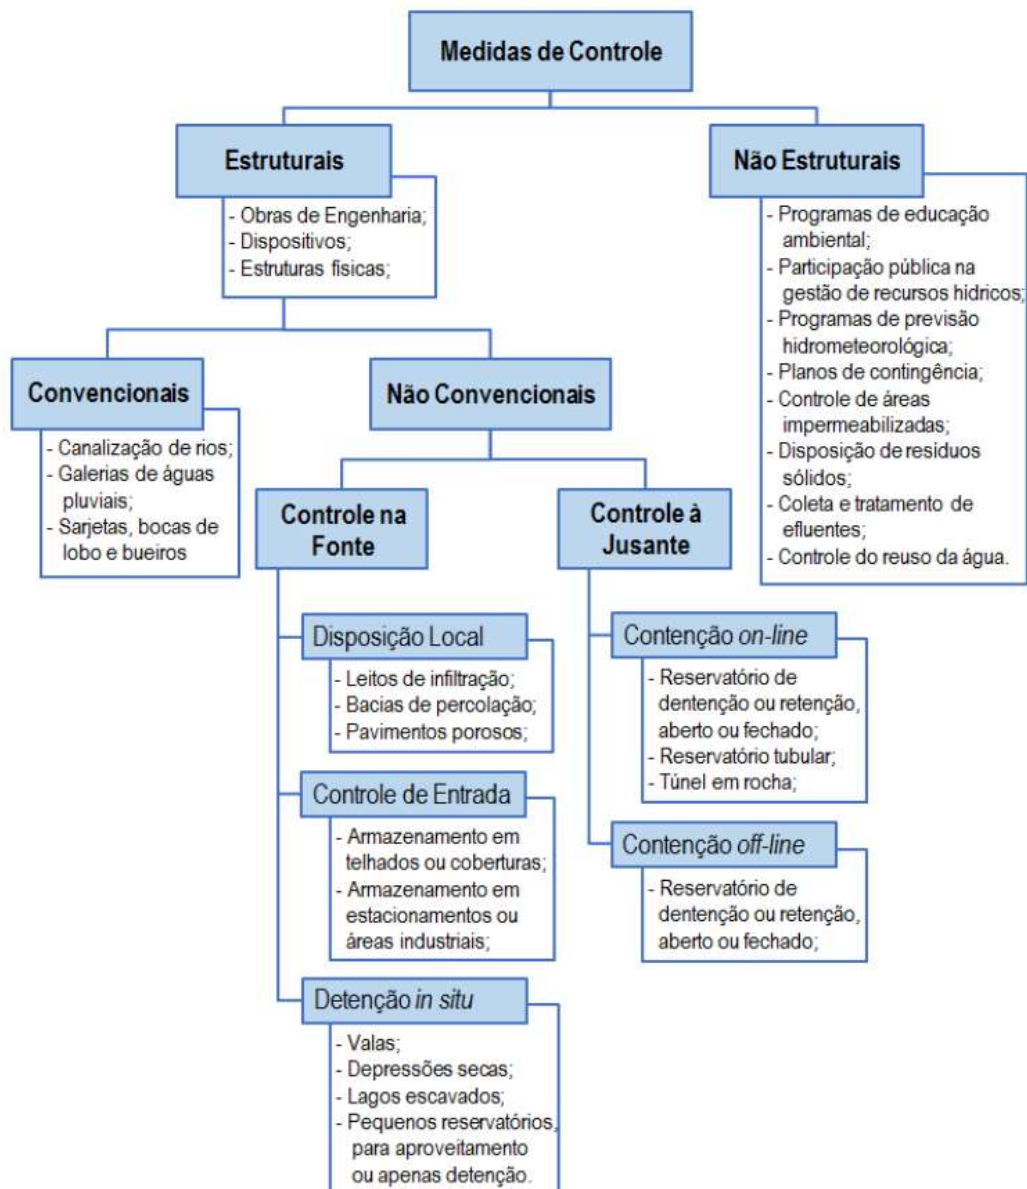 Medidas de Controle
Estruturais
- Obras de Engenharia;
- Dispositivos;
- Estruturas físicas;
Não Estruturais
- Programas de educação
ambiental;
- Participação pública na
gestão de recursos hídricos;
- Programas de previsão
hidrometeorológica;
- Planos de contingência;
- Controle de áreas
impermeabilizadas;
- Disposição de resíduos
sólidos;
- Coleta e tratamento de
efluentes;
- Controle do reuso da água.
Convencionais
- Canalização de rios;
- Galerias de águas
pluviais;
- Sarjetas, bocas de
lobo e bueiros
Não Convencionais
Controle na
Fonte
Disposição Local
- Leitos de infiltração;
- Bacias de percolação;
- Pavimentos porosos;
Controle de Entrada
- Armazenamento em
telhados ou coberturas;
- Armazenamento em
estacionamentos ou
áreas industriais;
Detenção in situ
- Valas;
- Depressões secas;
- Lagos escavados;
- Pequenos reservatórios,
para aproveitamento
ou apenas detenção.
Controle à
Jusante
Contenção on-line
- Reservatório de
dentenção ou retenção,
aberto ou fechado;
- Reservatório tubular;
- Túnel em rocha;
Contenção off-line
- Reservatório de
dentenção ou retenção,
aberto ou fechado;